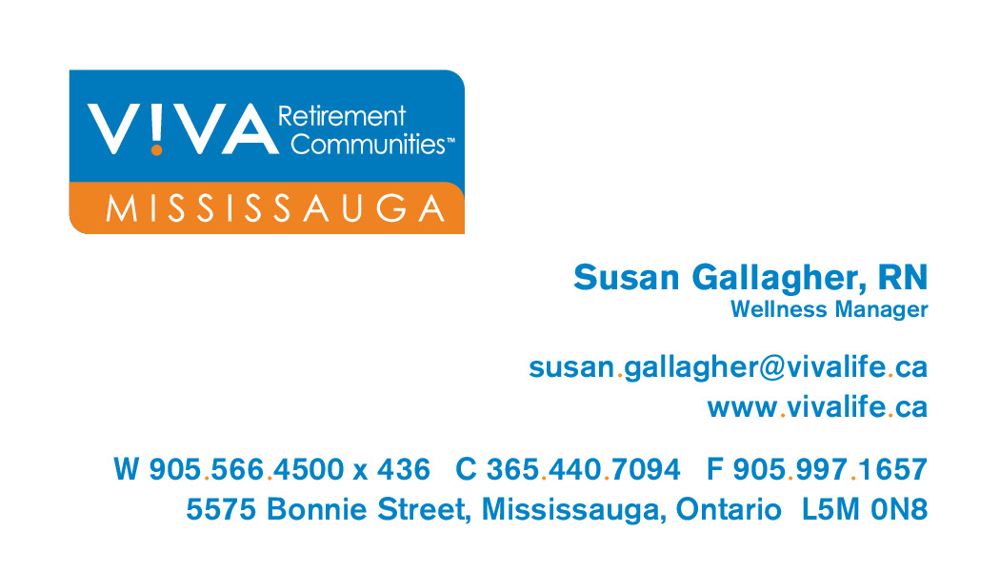 V!VA Retirement
Communities™
MISSISSAUGA
Susan Gallagher, RN
Wellness Manager
susan.gallagher@vivalife.ca
www.vivalife.ca
W 905.566.4500 x 436 C 365.440.7094 F 905.997.1657
5575 Bonnie Street, Mississauga, Ontario L5M 0N8